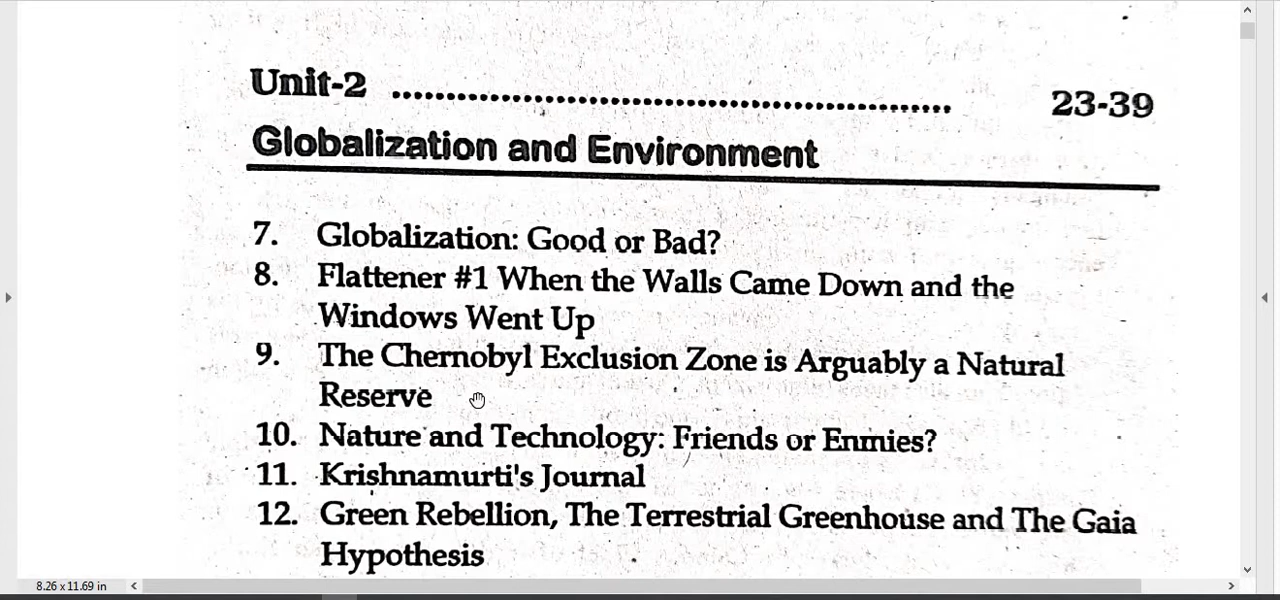 Unit-2 ........................................................ 23-39
Globalization and Environment
7. Globalization: Good or Bad?
8. Flattener #1 When the Walls Came Down and the
Windows Went Up
9. The Chernobyl Exclusion Zone is Arguably a Natural
Reserve
10. Nature and Technology: Friends or Enmies?
11. Krishnamurti's Journal
12. Green Rebellion, The Terrestrial Greenhouse and The Gaia
Hypothesis
8.26 x 11.69 in